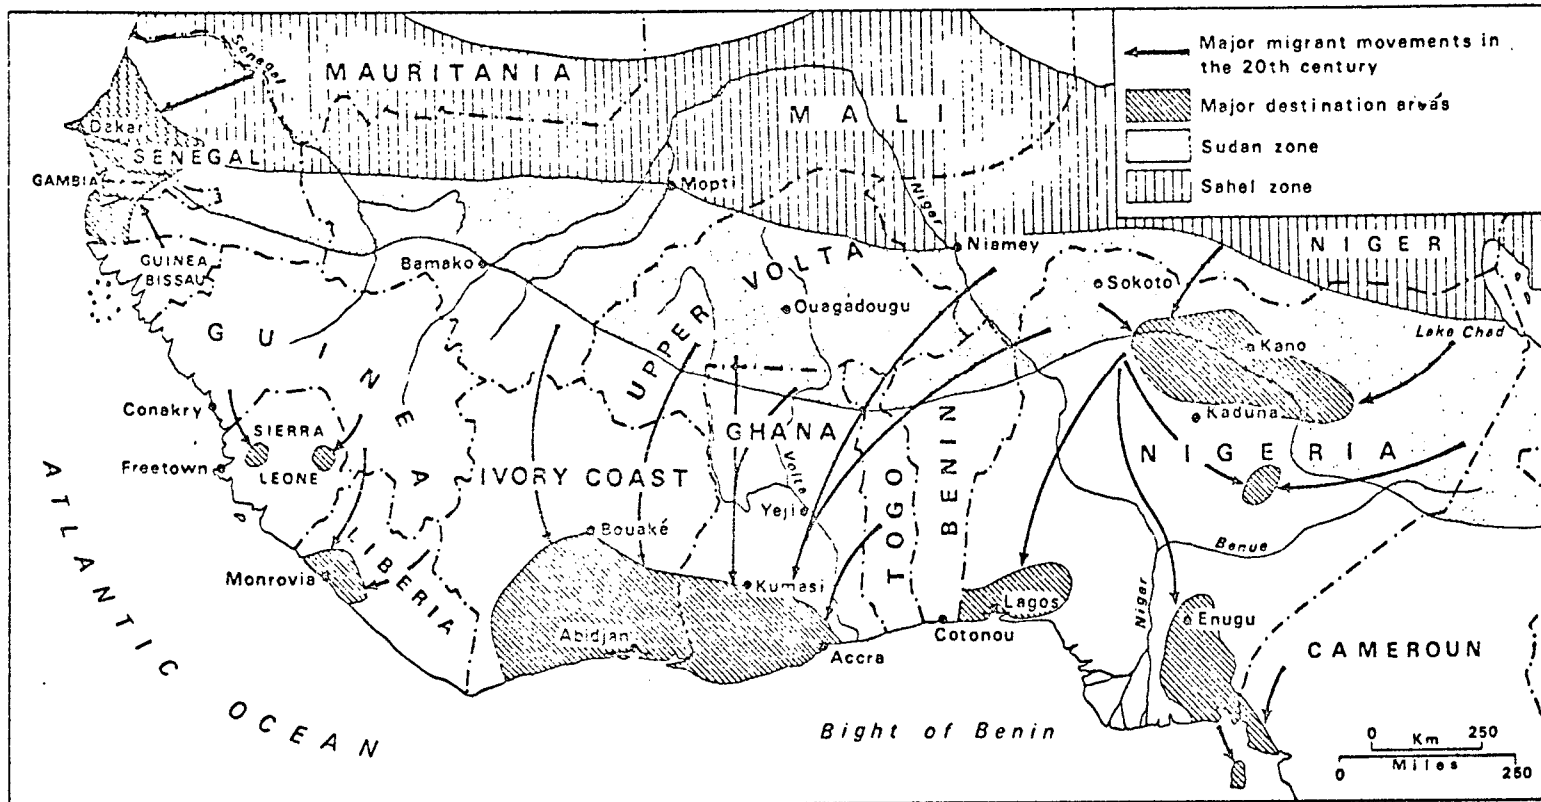 Major migrant movements in
the 20th century
Major destination areas
Sudan zone
Sahel zone
Senegal
MAURITANIA
MALI
Dakar
SENEGAL
GAMBIA
Mopti
Niger
NIGER
GUINEA
BISSAU
Bamako
Niamey
UPPER VOLTA
Ouagadougu
Sokoto
Lake Chad
Kano
Kaduna
GUINEA
Conakry
SIERRA
LEONE
Freetown
IVORY COAST
GHANA
Volta
Yeji
TOGO
BENIN
NIGERIA
Benue
Bouaké
LIBERIA
Monrovia
Kumasi
Abidjan
Accra
Cotonou
Lagos
Niger
Enugu
CAMEROUN
ATLANTIC OCEAN
Bight of Benin
0 Km 250
Miles
0 250